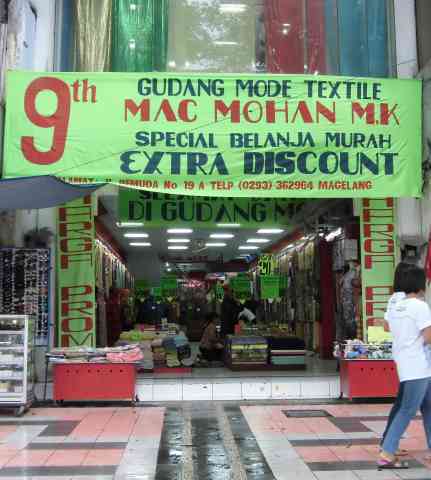 9th
GUDANG MODE TEXTILE
MAC MOHAN M.K
SPECIAL BELANJA MURAH
EXTRA DISCOUNT
PEMUDA No 19 A TELP (0293) 362964 MAGELANG
DI GUDANG MO